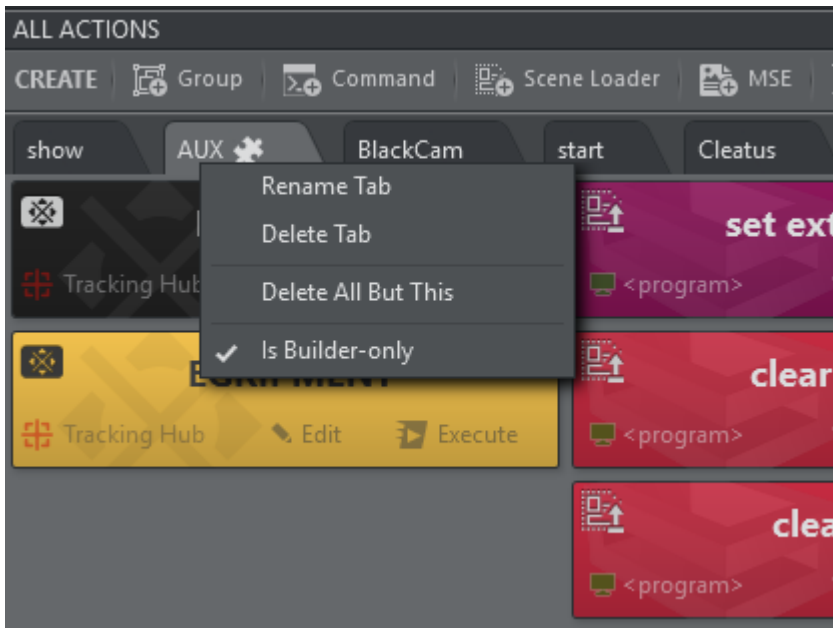 ALL ACTIONS
CREATE Group Command Scene Loader MSE
show AUX BlackCam start Cleatus
Rename Tab
Delete Tab
Delete All But This
Is Builder-only
Tracking Hub
set ext
<program>
Tracking Hub Edit Execute
clear
<program>
clea
<program>